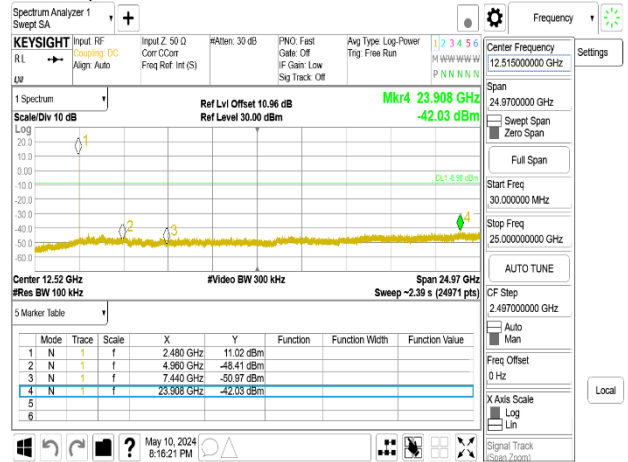 Spectrum Analyzer 1
Swept SA
+
Frequency
KEYSIGHT
RL
Input: RF
Coupling: DC
Align: Auto
Input Z: 50 Ω
Corr CCorr
Freq Ref: Int (S)
#Atten: 30 dB
PNO: Fast
Gate: Off
IF Gain: Low
Sig Track: Off
Avg Type: Log-Power
Trig: Free Run
1 2 3 4 5 6
M W W W W W
P N N N N N
1 Spectrum
Scale/Div 10 dB
Ref Lvl Offset 10.96 dB
Ref Level 30.00 dBm
Mkr4 23.908 GHz
-42.03 dBm
Log
20.0
10.0
0.00
-10.0
-20.0
-30.0
-40.0
-50.0
-60.0
1
2
3
4
DL1 -8.98 dBm
Center 12.52 GHz
#Res BW 100 kHz
#Video BW 300 kHz
Span 24.97 GHz
Sweep ~2.39 s (24971 pts)
5 Marker Table
Mode Trace Scale X Y Function Function Width Function Value
1 N 1 f 2.480 GHz 11.02 dBm
2 N 1 f 4.960 GHz -48.41 dBm
3 N 1 f 7.440 GHz -50.97 dBm
4 N 1 f 23.908 GHz -42.03 dBm
5
6
?
May 10, 2024
8:16:21 PM
Center Frequency
12.515000000 GHz
Settings
Span
24.9700000 GHz
Swept Span
Zero Span
Full Span
Start Freq
30.000000 MHz
Stop Freq
25.000000000 GHz
AUTO TUNE
CF Step
2.497000000 GHz
Auto
Man
Freq Offset
0 Hz
X Axis Scale
Log
Lin
Local
Signal Track
(Span Zoom)